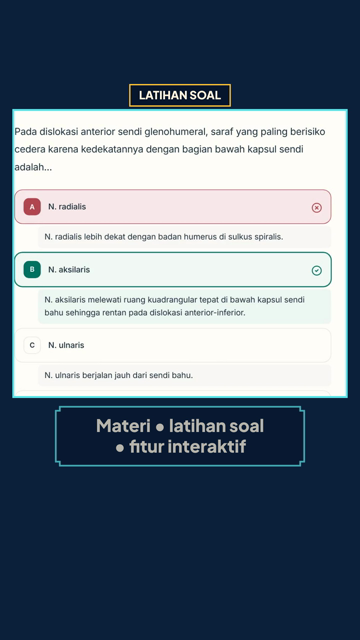 LATIHAN SOAL
Pada dislokasi anterior sendi glenohumeral, saraf yang paling berisiko
cedera karena kedekatannya dengan bagian bawah kapsul sendi
adalah...
A N. radialis
N. radialis lebih dekat dengan badan humerus di sulkus spiralis.
B N. aksilaris
N. aksilaris melewati ruang kuadrangular tepat di bawah kapsul sendi
bahu sehingga rentan pada dislokasi anterior-inferior.
C N. ulnaris
N. ulnaris berjalan jauh dari sendi bahu.
Materi ● latihan soal
● fitur interaktif